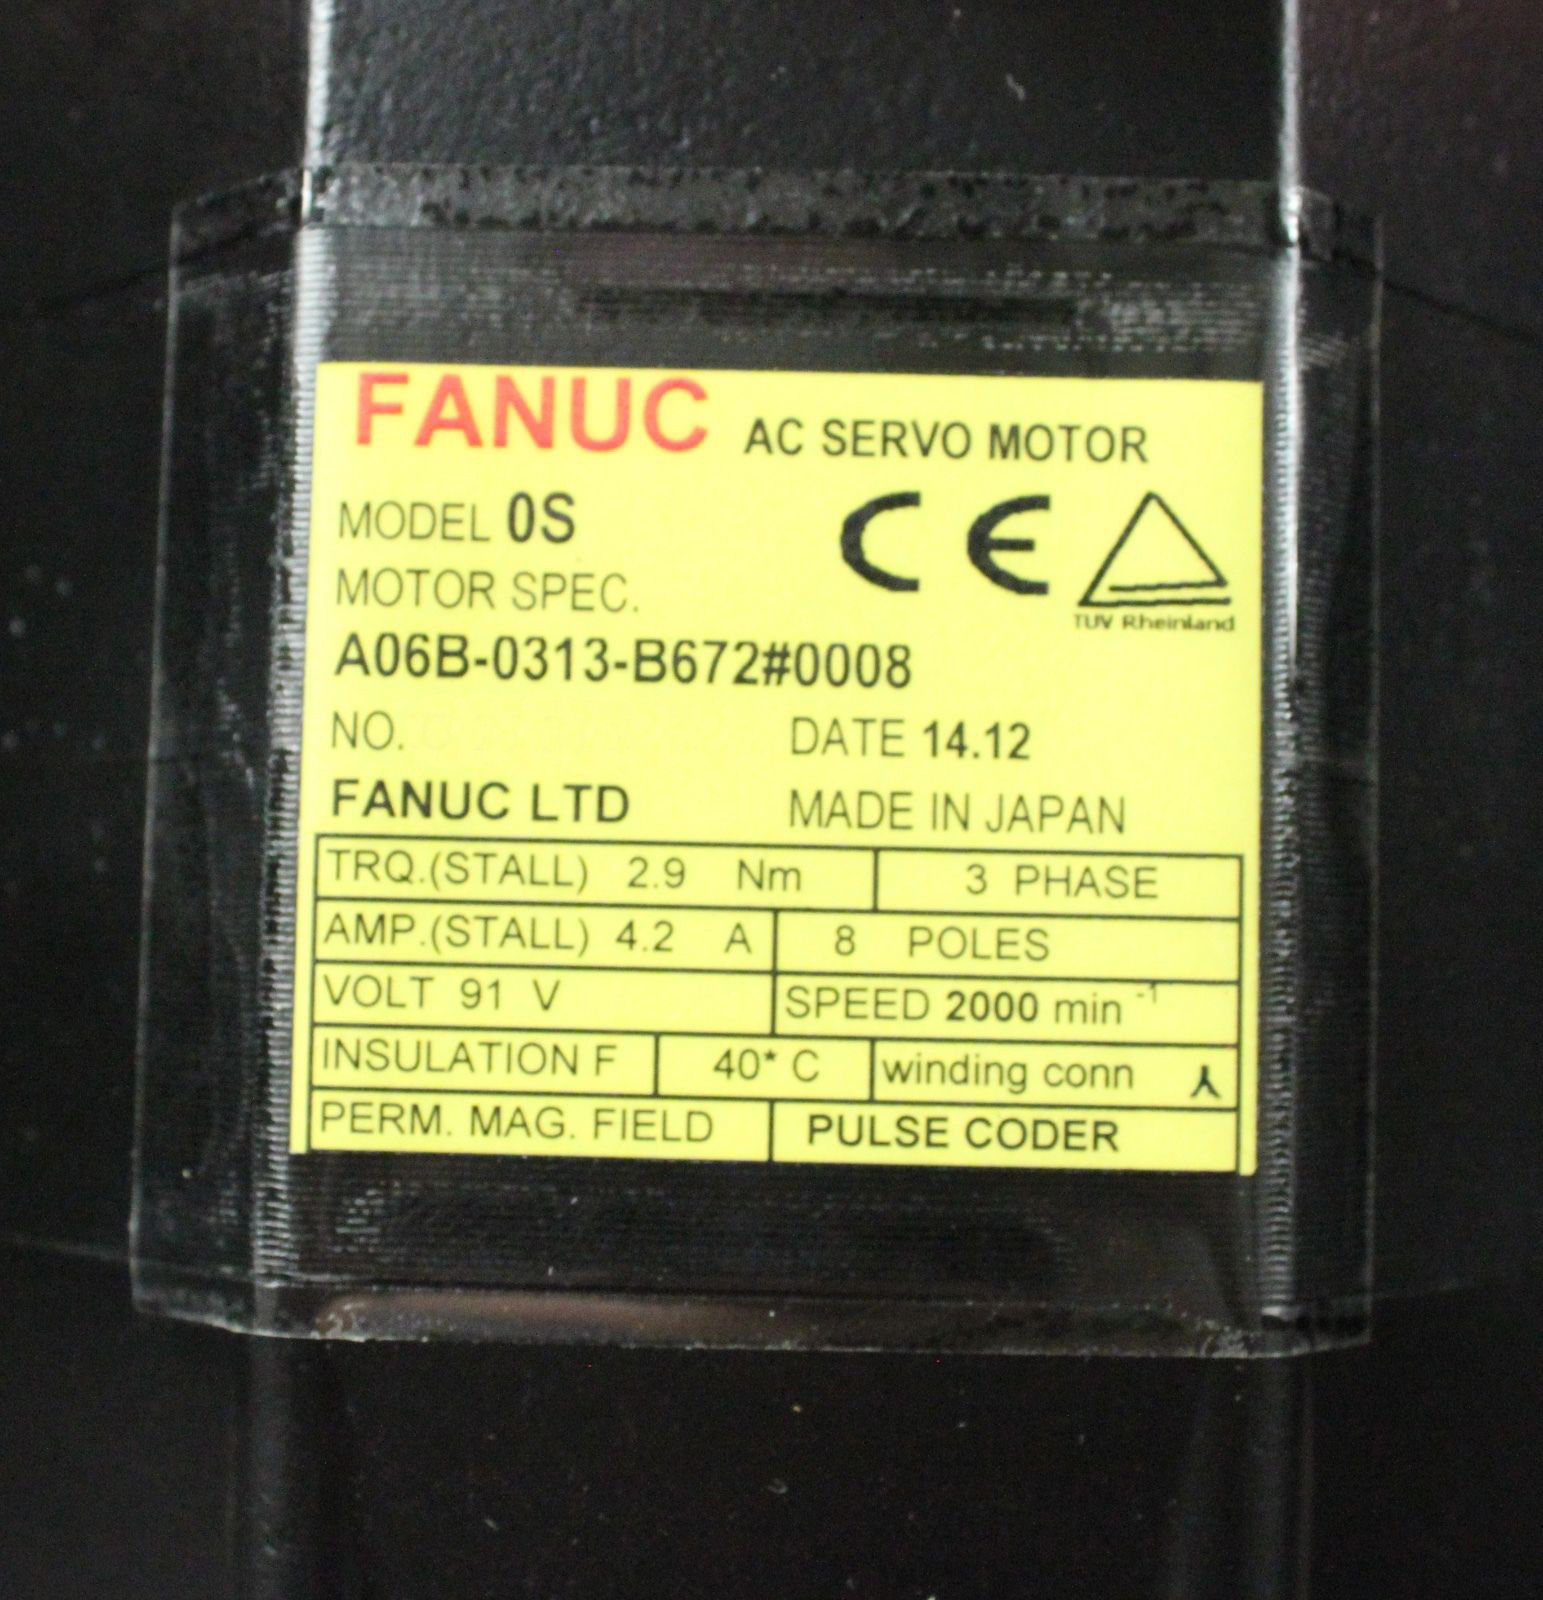 FANUC AC SERVO MOTOR
MODEL 0S
CE
MOTOR SPEC.
TUV Rheinland
A06B-0313-B672#0008
NO. DATE 14.12
FANUC LTD MADE IN JAPAN
TRQ.(STALL) 2.9 Nm 3 PHASE
AMP.(STALL) 4.2 A 8 POLES
VOLT 91 V SPEED 2000 min⁻¹
INSULATION F 40* C winding conn
PERM. MAG. FIELD PULSE CODER